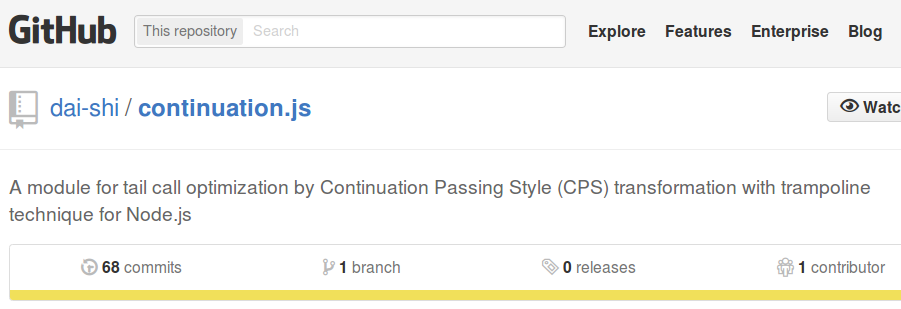 GitHub This repository Search Explore Features Enterprise Blog
dai-shi / continuation.js Watc
A module for tail call optimization by Continuation Passing Style (CPS) transformation with trampoline
technique for Node.js
68 commits 1 branch 0 releases 1 contributor